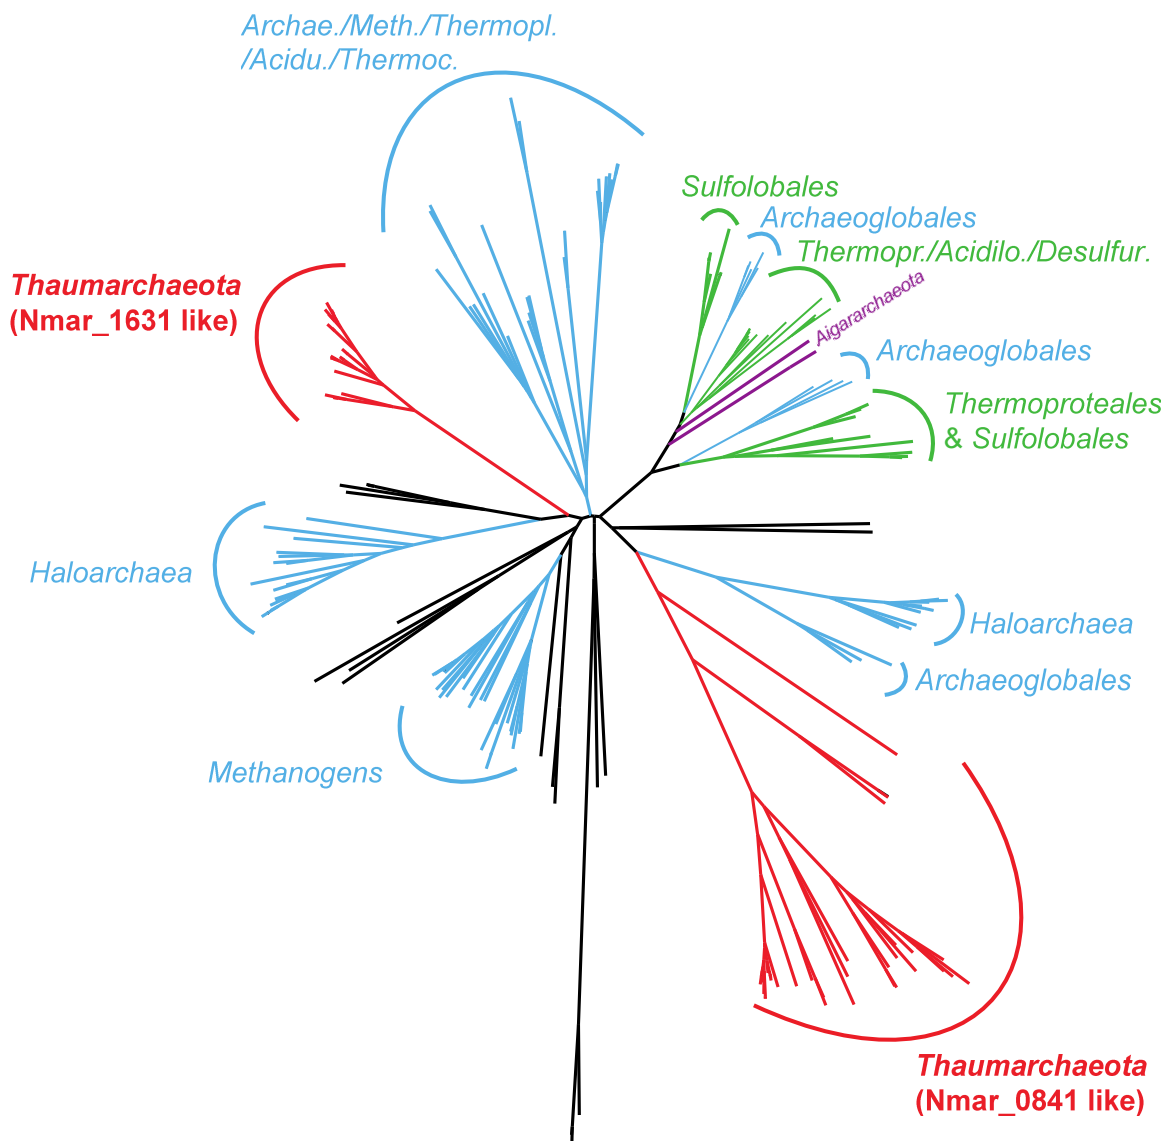 Archae./Meth./Thermopl.
/Acidu./Thermoc.
Sulfolobales
Archaeoglobales
Thermopr./Acidilo./Desulfur.
Aigararchaeota
Thaumarchaeota
(Nmar_1631 like)
Archaeoglobales
Thermoproteales
& Sulfolobales
Haloarchaea
Haloarchaea
Archaeoglobales
Methanogens
Thaumarchaeota
(Nmar_0841 like)